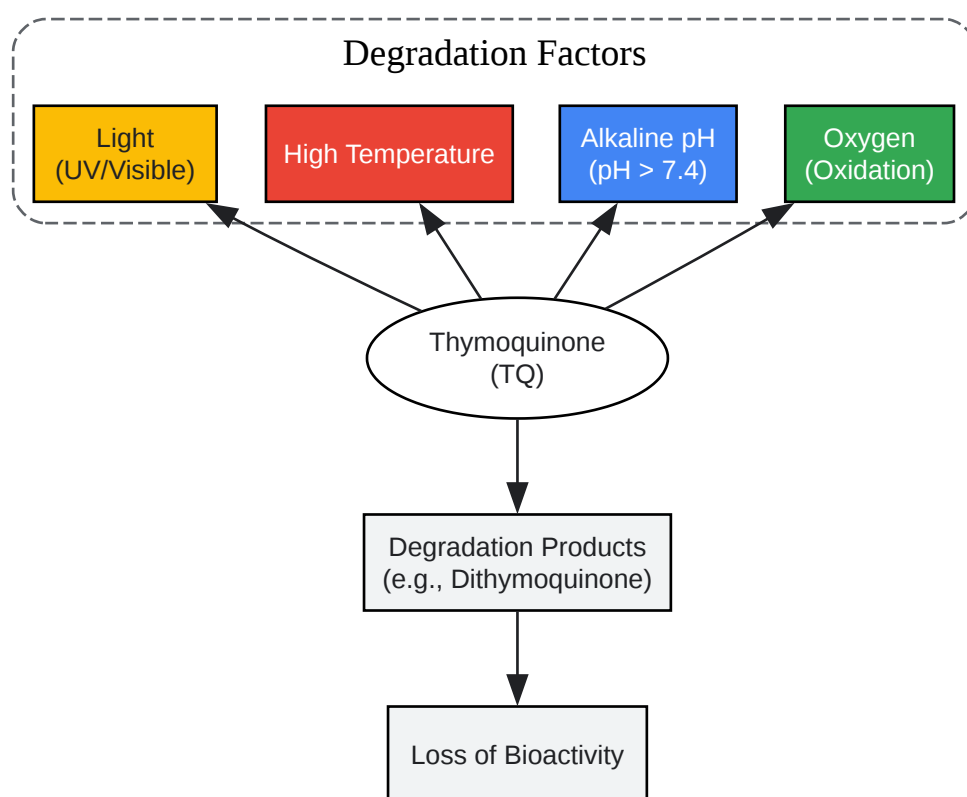 Degradation Factors
Light
(UV/Visible)
High Temperature
Alkaline pH
(pH > 7.4)
Oxygen
(Oxidation)
Thymoquinone
(TQ)
Degradation Products
(e.g., Dithymoquinone)
Loss of Bioactivity